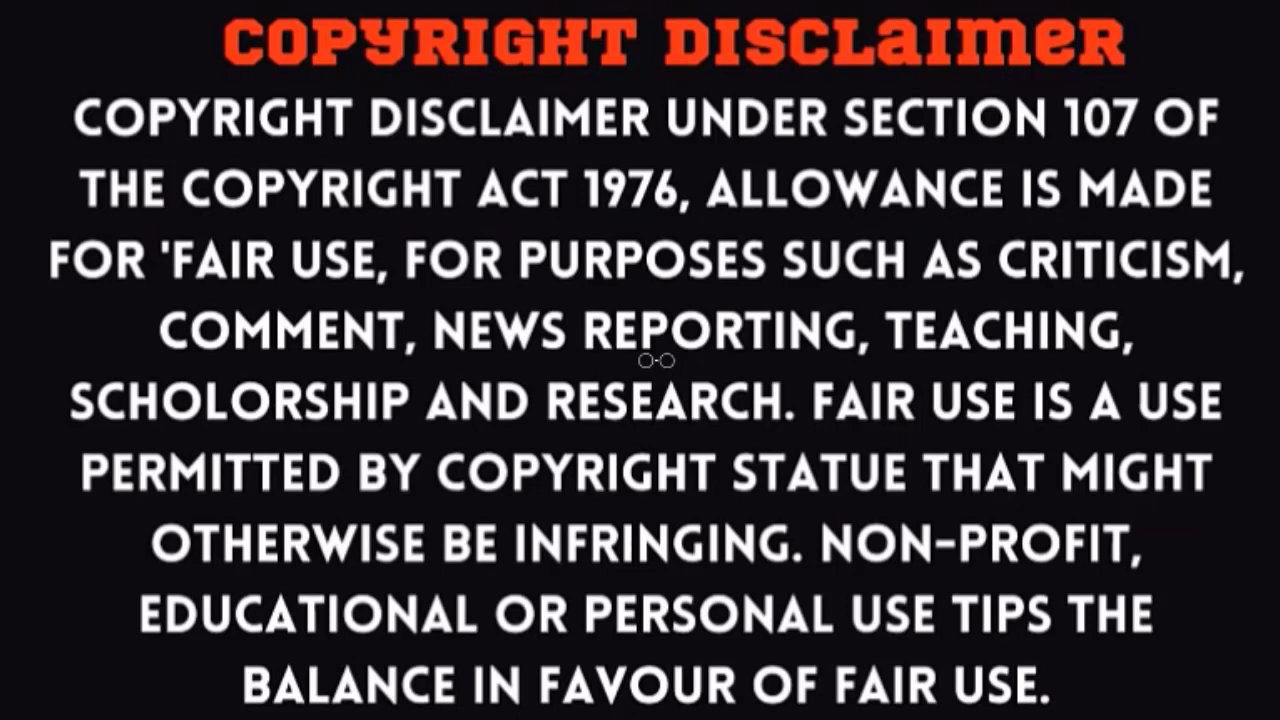 COPYRIGHT DISCLAIMER
COPYRIGHT DISCLAIMER UNDER SECTION 107 OF
THE COPYRIGHT ACT 1976, ALLOWANCE IS MADE
FOR 'FAIR USE, FOR PURPOSES SUCH AS CRITICISM,
COMMENT, NEWS REPORTING, TEACHING,
SCHOLORSHIP AND RESEARCH. FAIR USE IS A USE
PERMITTED BY COPYRIGHT STATUE THAT MIGHT
OTHERWISE BE INFRINGING. NON-PROFIT,
EDUCATIONAL OR PERSONAL USE TIPS THE
BALANCE IN FAVOUR OF FAIR USE.